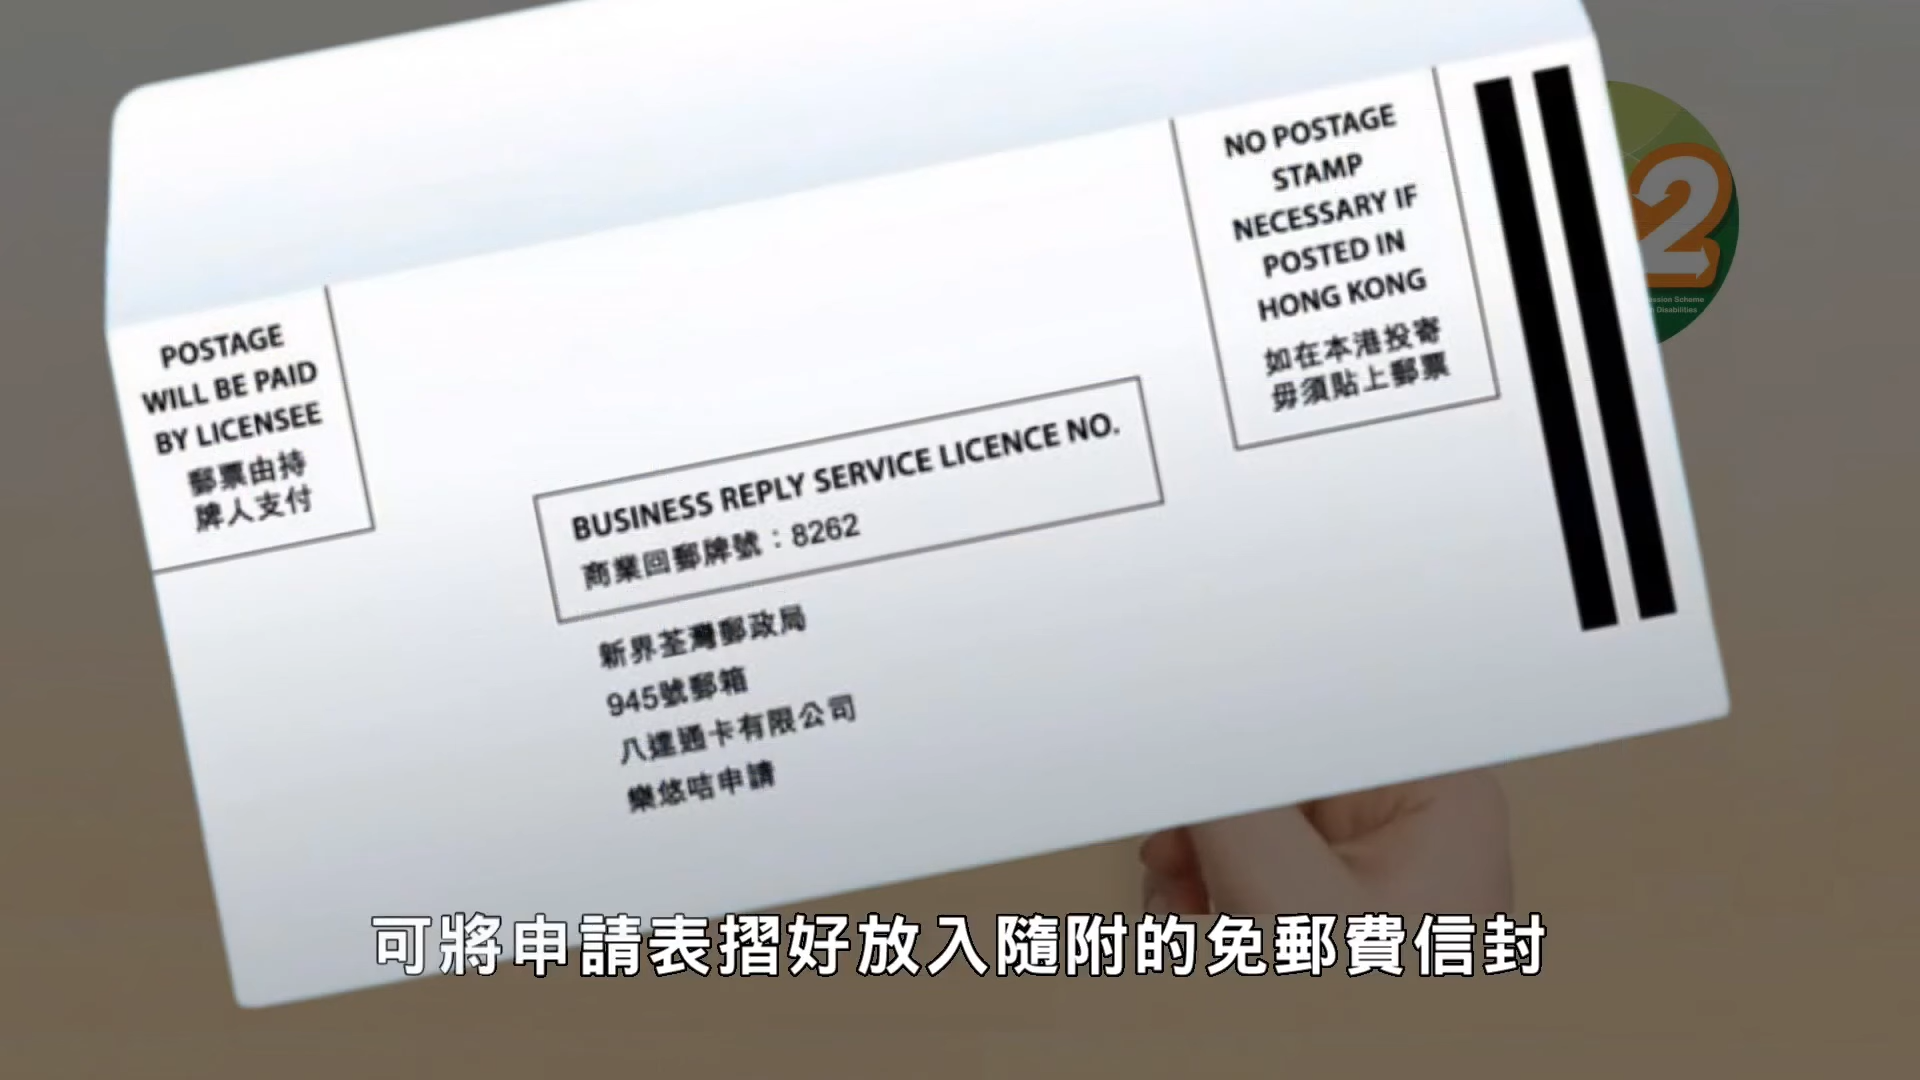 POSTAGE
WILL BE PAID
BY LICENSEE
郵票由持
牌人支付
NO POSTAGE
STAMP
NECESSARY IF
POSTED IN
HONG KONG
如在本港投寄
毋須貼上郵票
2
Scheme
Disabilities
BUSINESS REPLY SERVICE LICENCE NO.
商業回郵牌號：8262
新界荃灣郵政局
945號郵箱
八達通卡有限公司
樂悠咭申請
可將申請表摺好放入隨附的免郵費信封